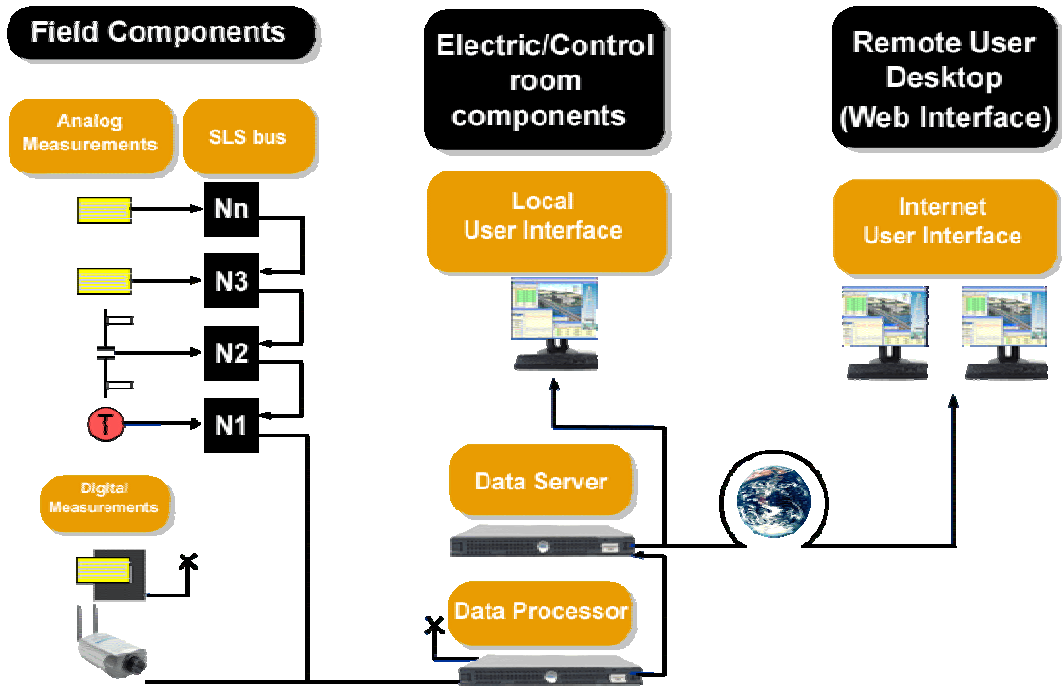 Field Components
Analog
Measurements
SLS bus
Nn
N3
N2
T
N1
Digital
Measurements
Electric/Control
room
components
Local
User Interface
Data Server
Data Processor
Remote User
Desktop
(Web Interface)
Internet
User Interface